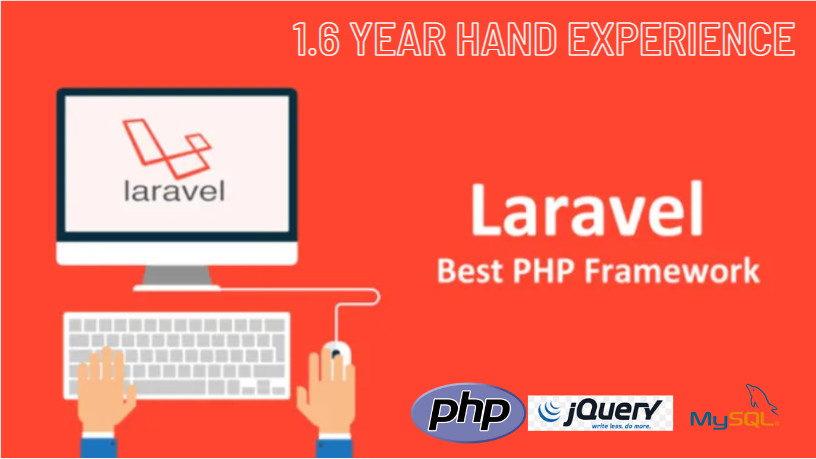 1.6 YEAR HAND EXPERIENCE
laravel
Laravel
Best PHP Framework
php
jQuery
write less, do more.
MySQL